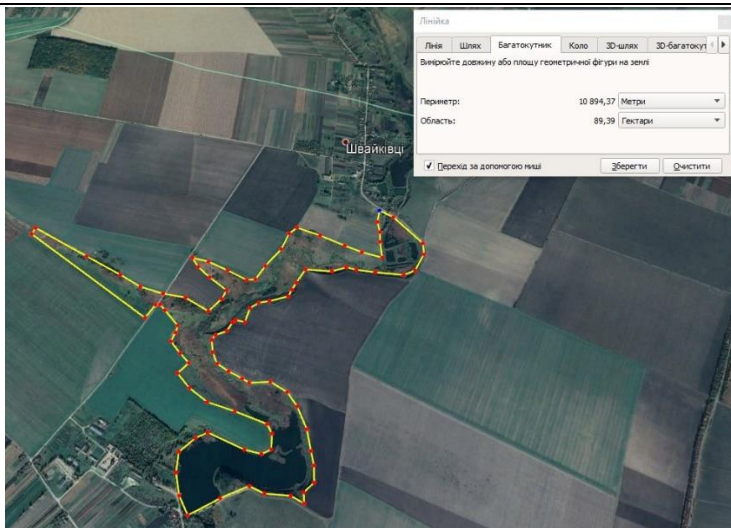 Лінійка
Лінія Шлях Багатокутник Коло 3D-шлях 3D-багатокут
Виміряйте довжину або площу геометричної фігури на землі
Периметр: 10 894,37 Метри
Область: 89,39 Гектари
Перехід за допомогою миші Зберегти Очистити
Швайківці